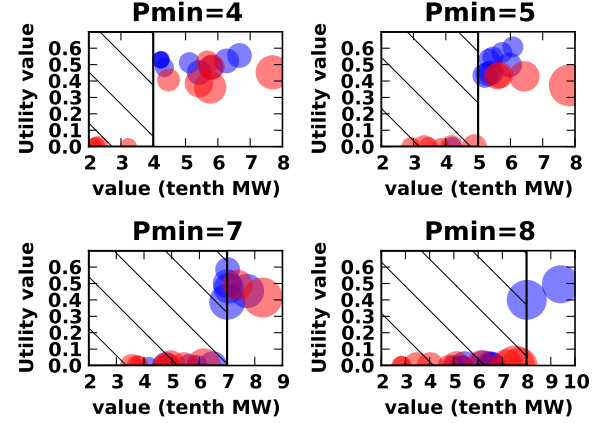 Pmin=4
Utility value
0.6
0.5
0.4
0.3
0.2
0.1
0.0
2 3 4 5 6 7 8
value (tenth MW)
Pmin=5
Utility value
0.6
0.5
0.4
0.3
0.2
0.1
0.0
2 3 4 5 6 7 8
value (tenth MW)
Pmin=7
Utility value
0.6
0.5
0.4
0.3
0.2
0.1
0.0
2 3 4 5 6 7 8 9
value (tenth MW)
Pmin=8
Utility value
0.6
0.5
0.4
0.3
0.2
0.1
0.0
2 3 4 5 6 7 8 9 10
value (tenth MW)